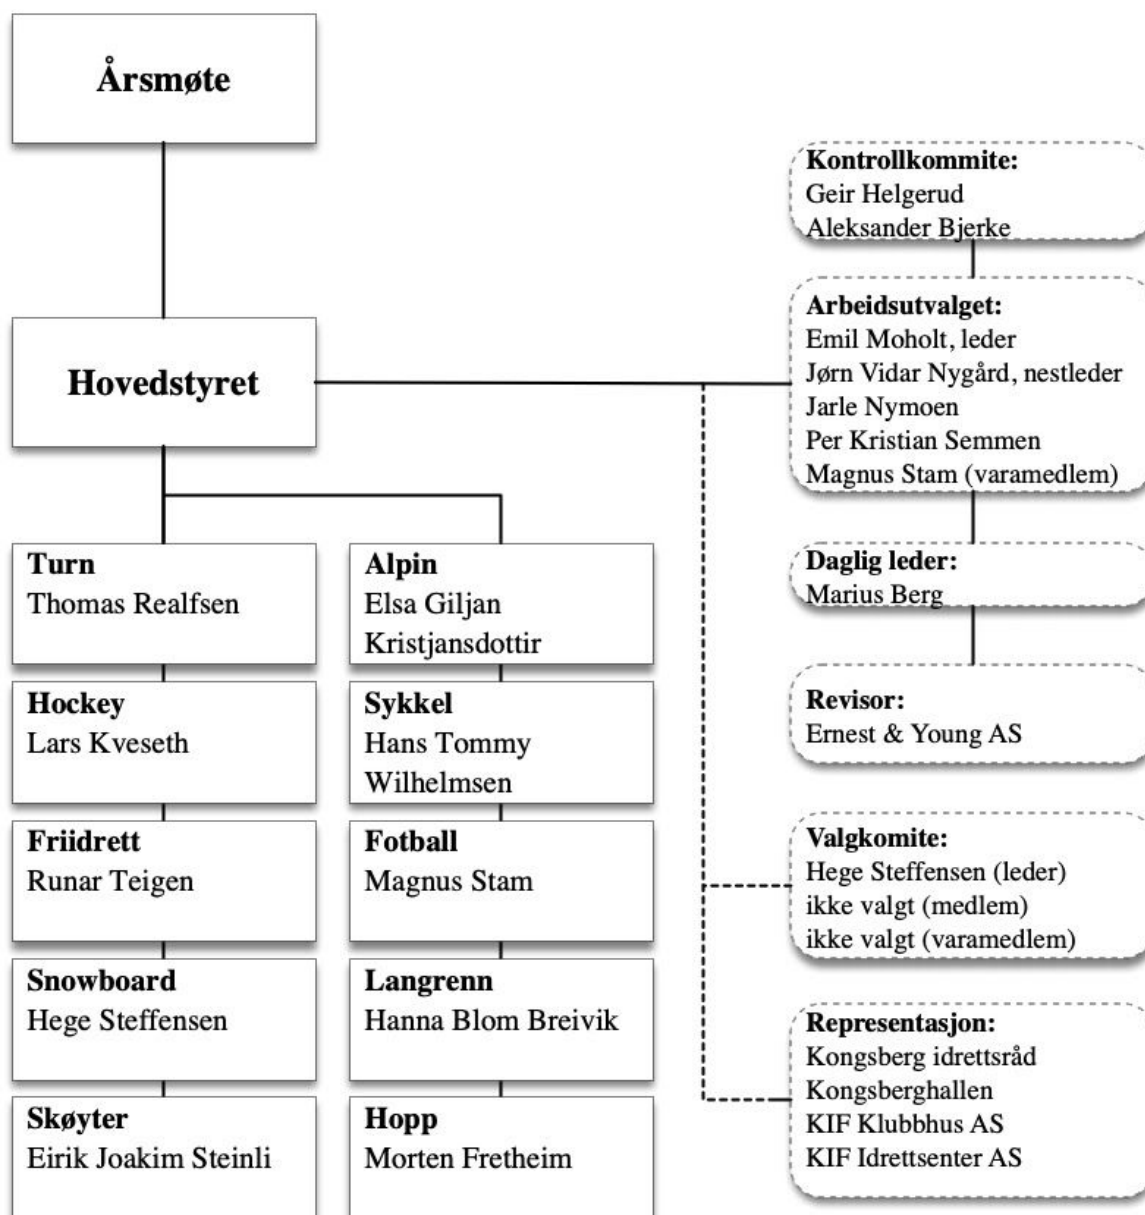 Årsmøte
Hovedstyret
Turn
Thomas Realfsen
Hockey
Lars Kveseth
Friidrett
Runar Teigen
Snowboard
Hege Steffensen
Skøyter
Eirik Joakim Steinli
Alpin
Elsa Giljan
Kristjansdottir
Sykkel
Hans Tommy
Wilhelmsen
Fotball
Magnus Stam
Langrenn
Hanna Blom Breivik
Hopp
Morten Fretheim
Kontrollkommite:
Geir Helgerud
Aleksander Bjerke
Arbeidsutvalget:
Emil Moholt, leder
Jørn Vidar Nygård, nestleder
Jarle Nymoen
Per Kristian Semmen
Magnus Stam (varamedlem)
Daglig leder:
Marius Berg
Revisor:
Ernest & Young AS
Valgkomite:
Hege Steffensen (leder)
ikke valgt (medlem)
ikke valgt (varamedlem)
Representasjon:
Kongsberg idrettsråd
Kongsberghallen
KIF Klubbhus AS
KIF Idrettsenter AS